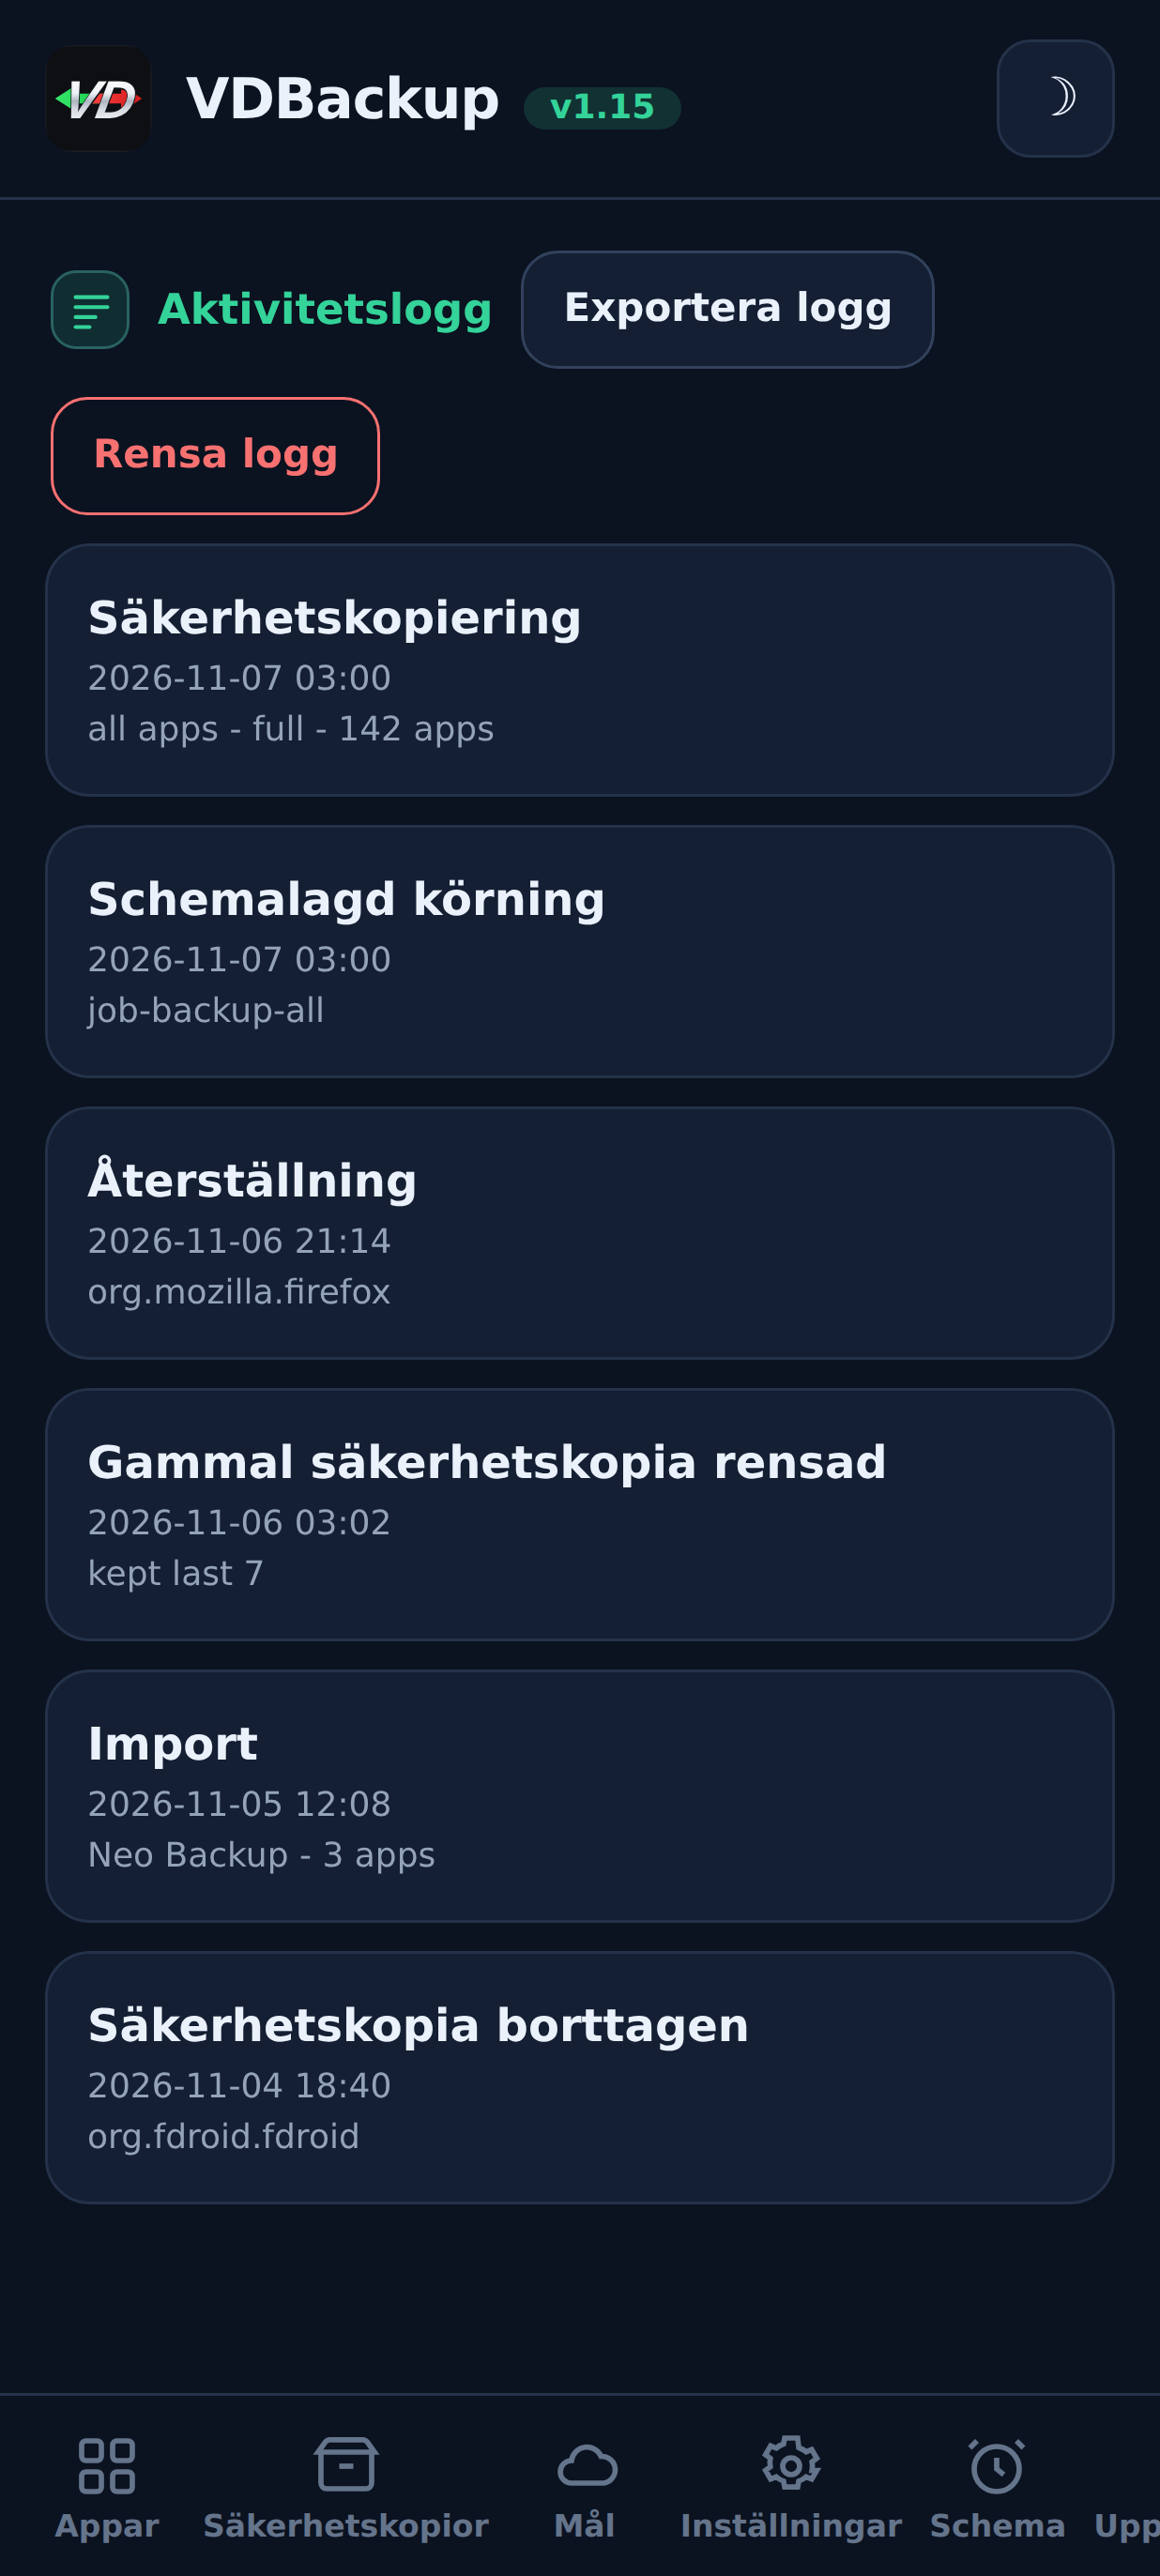 VD
VDBackup v1.15
Aktivitetslogg
Exportera logg
Rensa logg
Säkerhetskopiering
2026-11-07 03:00
all apps - full - 142 apps
Schemalagd körning
2026-11-07 03:00
job-backup-all
Återställning
2026-11-06 21:14
org.mozilla.firefox
Gammal säkerhetskopia rensad
2026-11-06 03:02
kept last 7
Import
2026-11-05 12:08
Neo Backup - 3 apps
Säkerhetskopia borttagen
2026-11-04 18:40
org.fdroid.fdroid
Appar
Säkerhetskopior
Mål
Inställningar
Schema
Upp